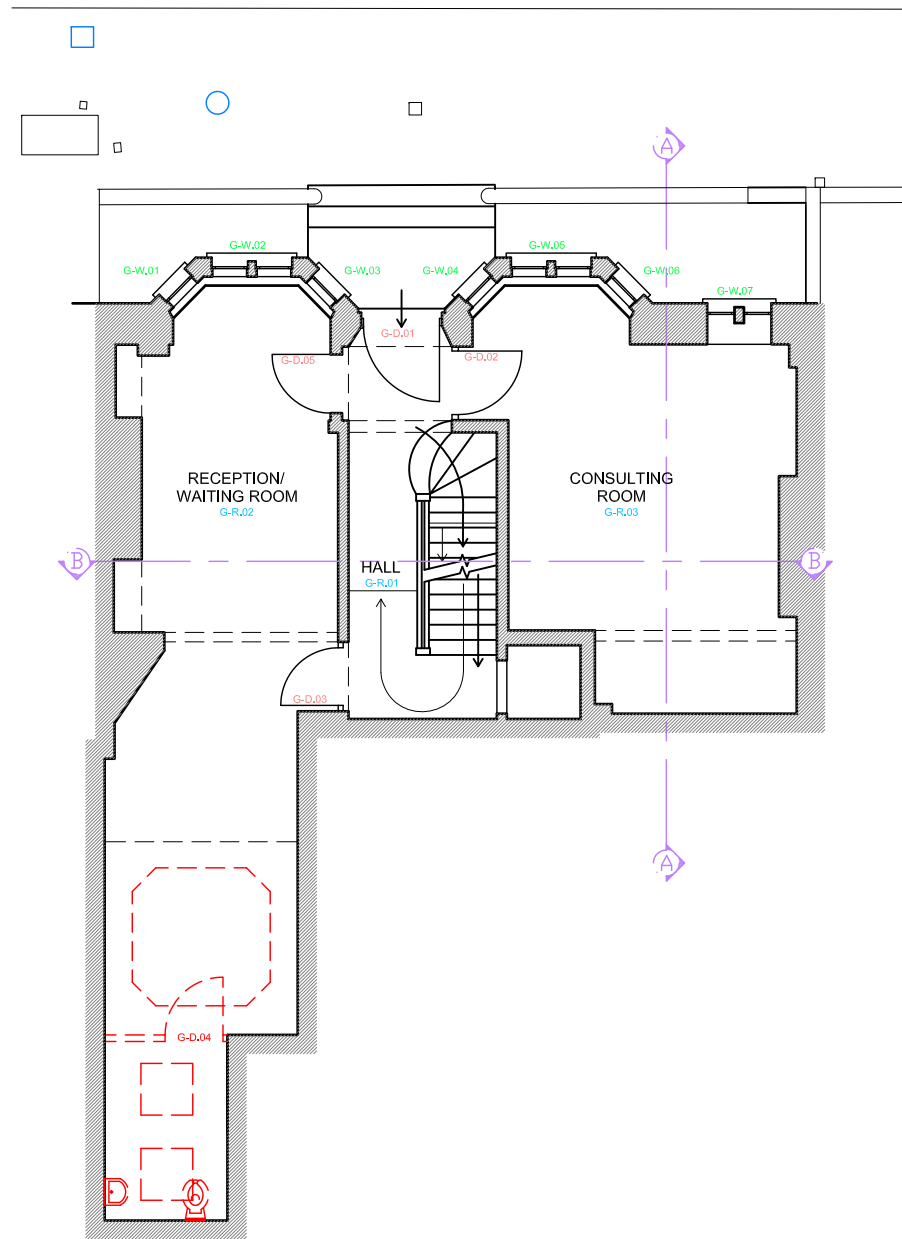 A
G-W.02
G-W.05
G-W.01
G-W.03
G-W.04
G-W.06
G-W.07
G-D.01
G-D.05
G-D.02
RECEPTION/
WAITING ROOM
G-R.02
CONSULTING
ROOM
G-R.03
B
HALL
G-R.01
B
G-D.03
A
G-D.04